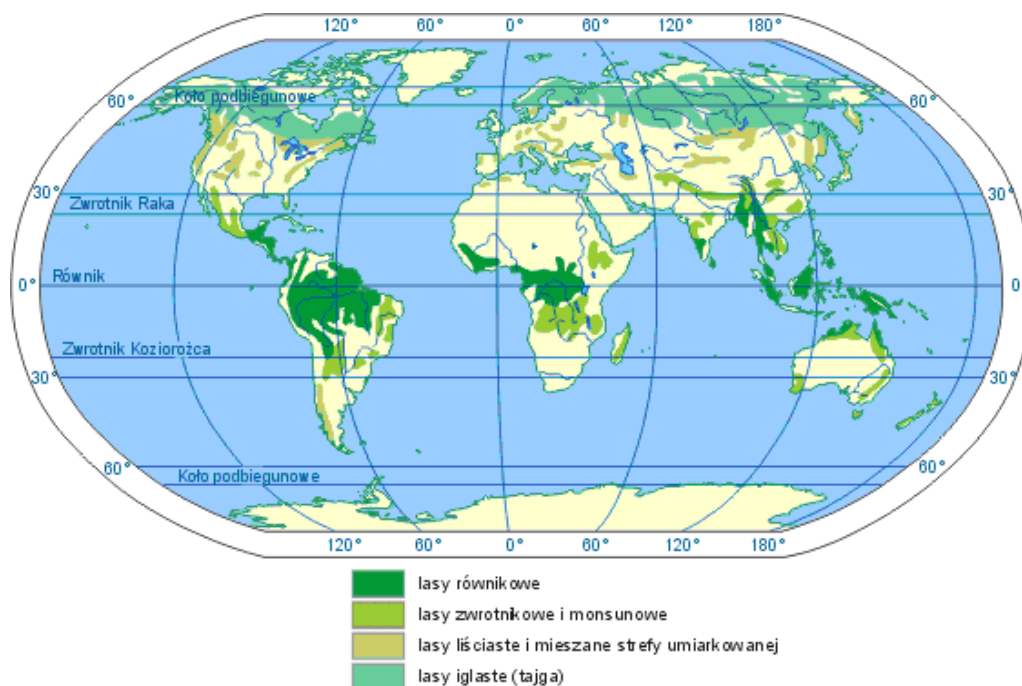 120° 60° 0° 60° 120° 180°
Koło podbiegunowe
60° 60°
30° 30°
Zwrotnik Raka
Równik
0° 0
Zwrotnik Koziorożca
30° 30°
60° 60°
Koło podbiegunowe
120° 60° 0° 60° 120° 180°
lasy równikowe
lasy zwrotnikowe i monsunowe
lasy liściaste i mieszane strefy umiarkowanej
lasy iglaste (tajga)